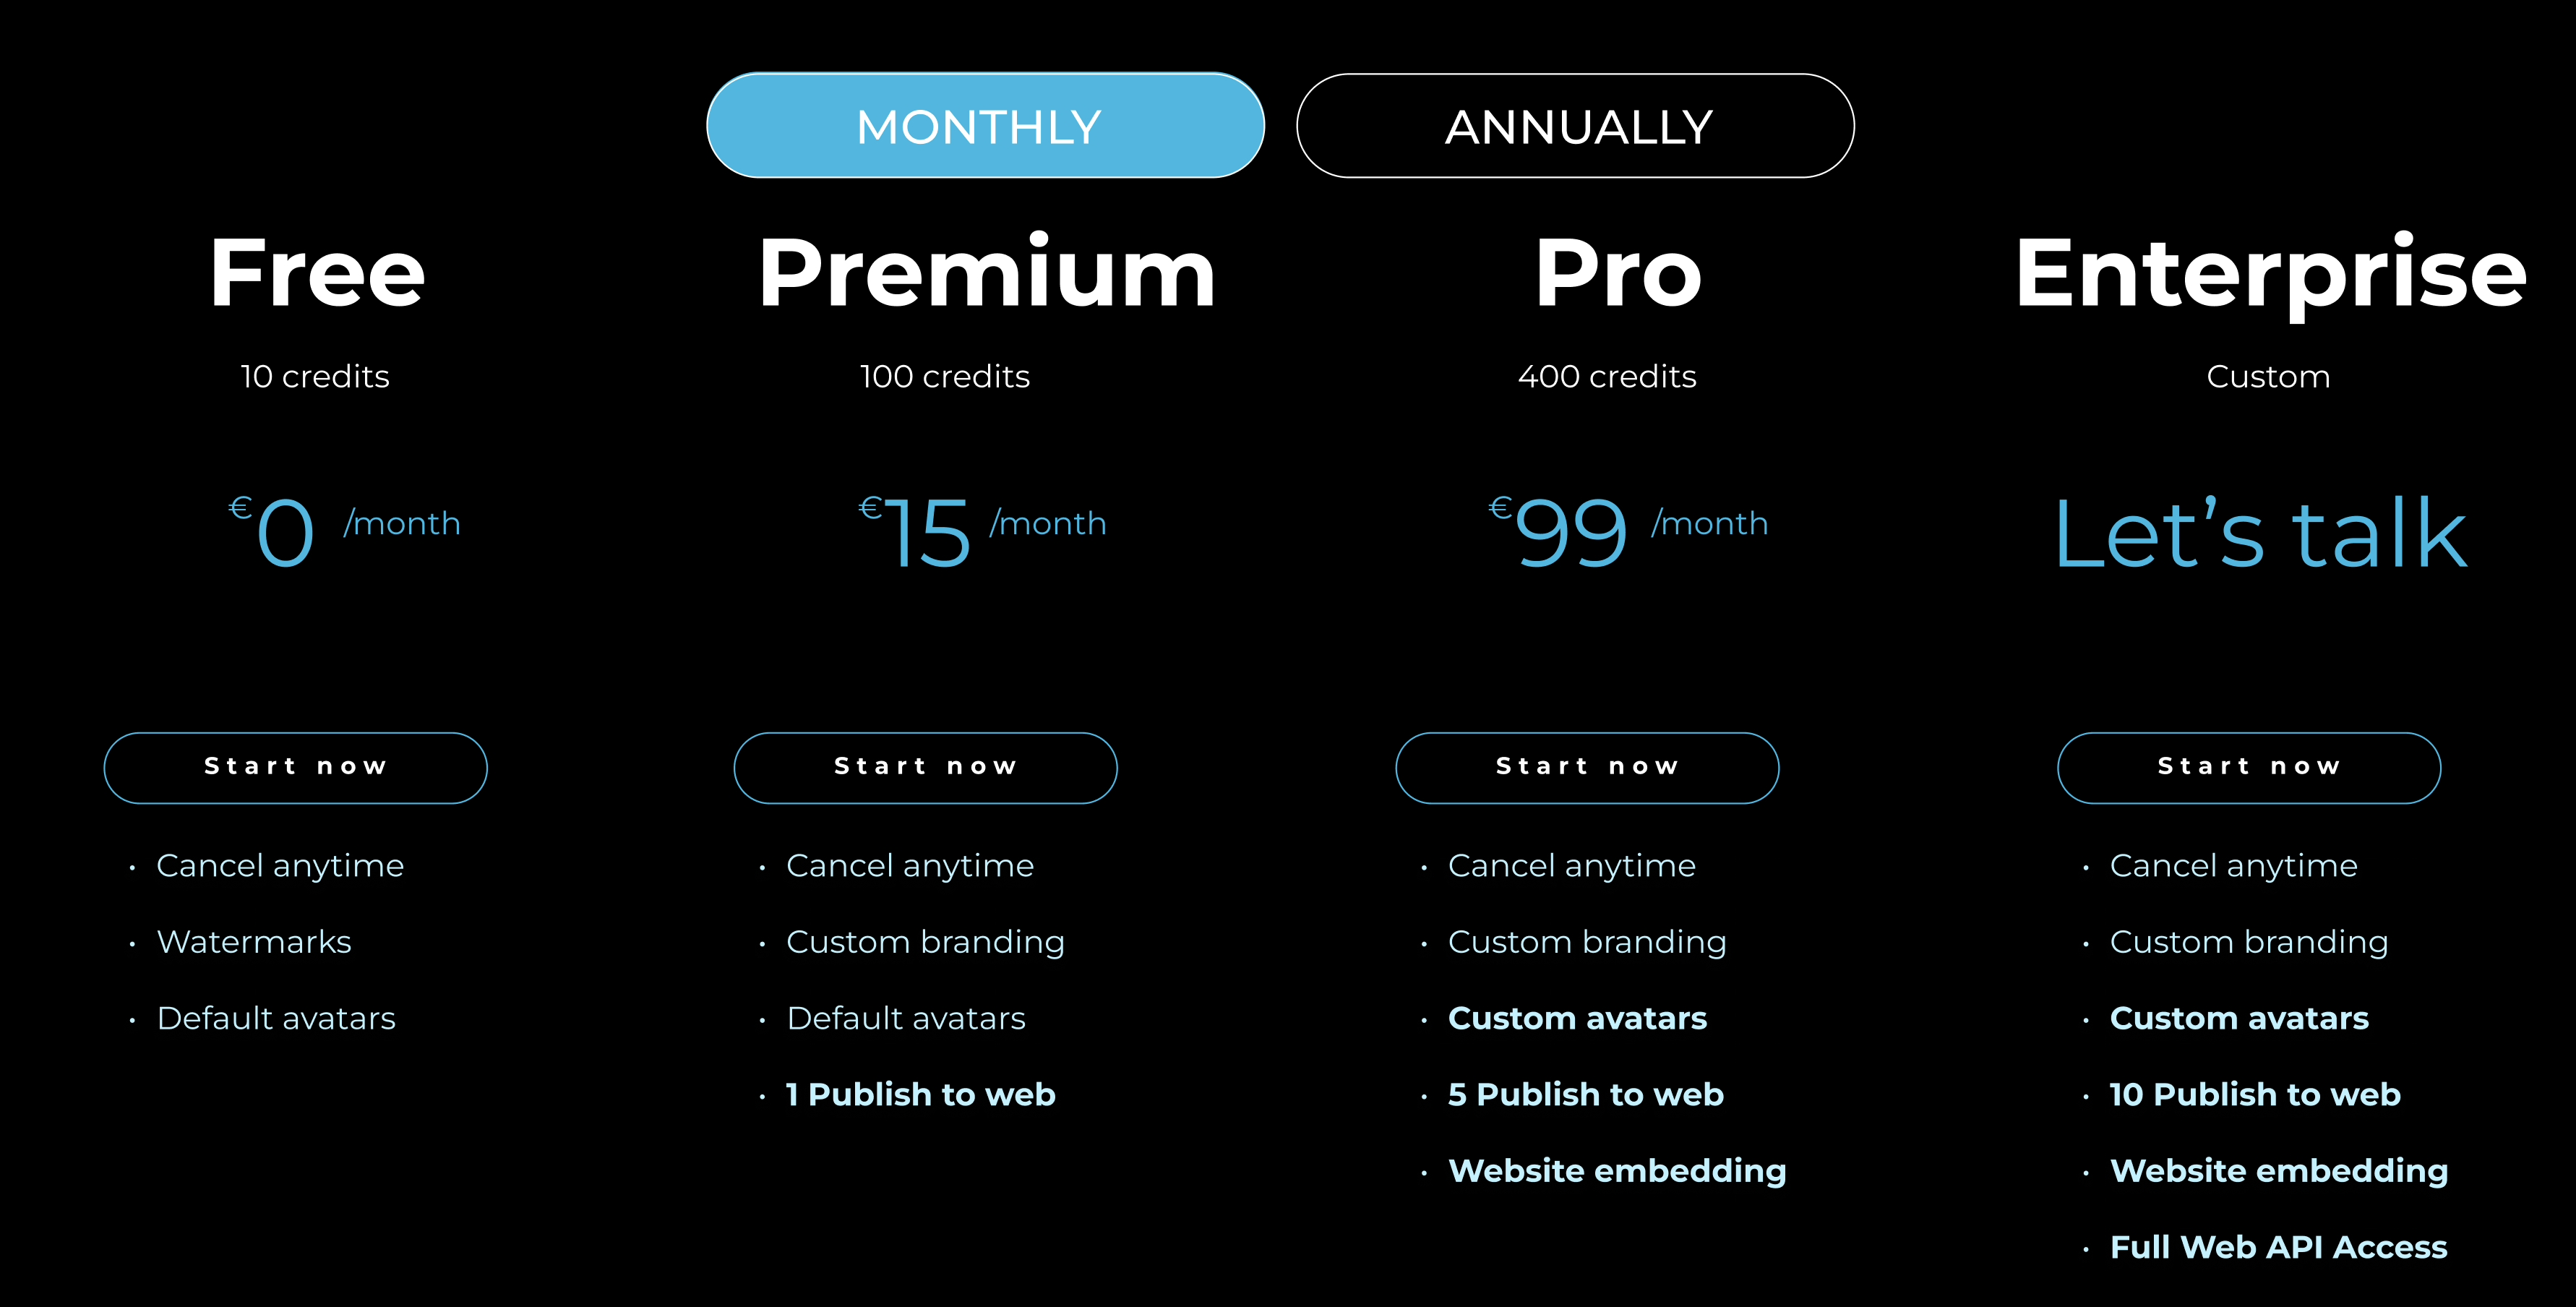 MONTHLY
ANNUALLY
Free
10 credits
€0 /month
Start now
• Cancel anytime
• Watermarks
• Default avatars
Premium
100 credits
€15 /month
Start now
• Cancel anytime
• Custom branding
• Default avatars
• 1 Publish to web
Pro
400 credits
€99 /month
Start now
• Cancel anytime
• Custom branding
• Custom avatars
• 5 Publish to web
• Website embedding
Enterprise
Custom
Let’s talk
Start now
• Cancel anytime
• Custom branding
• Custom avatars
• 10 Publish to web
• Website embedding
• Full Web API Access